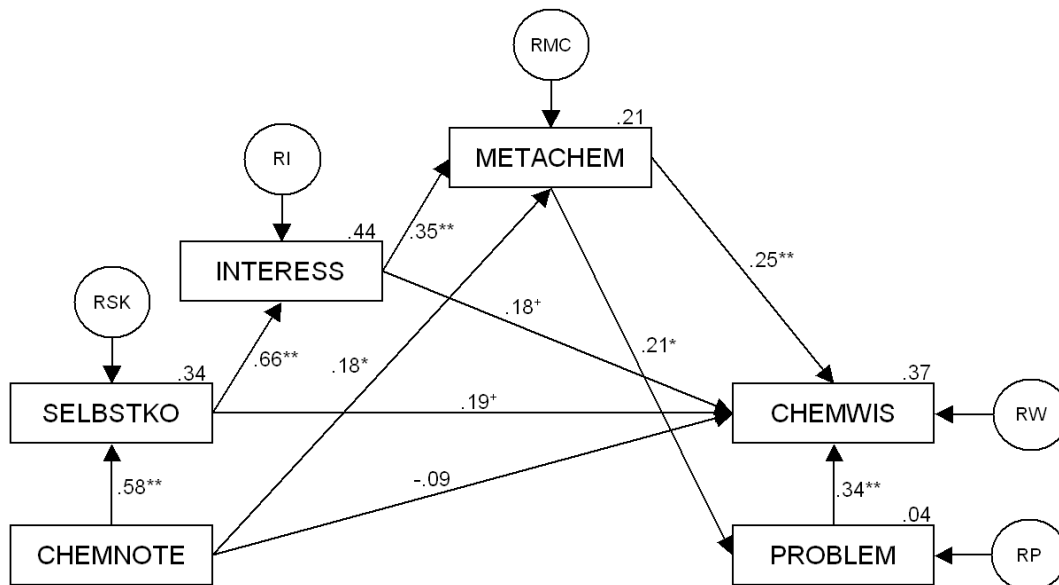 RMC
.21
METACHEM
RI
.44
.35**
INTERESS
.25**
RSK
.18+
.66**
.18*
.21*
.34
.37
SELBSTKO
.19+
CHEMWIS
RW
-.09
.58**
.34**
.04
CHEMNOTE
PROBLEM
RP